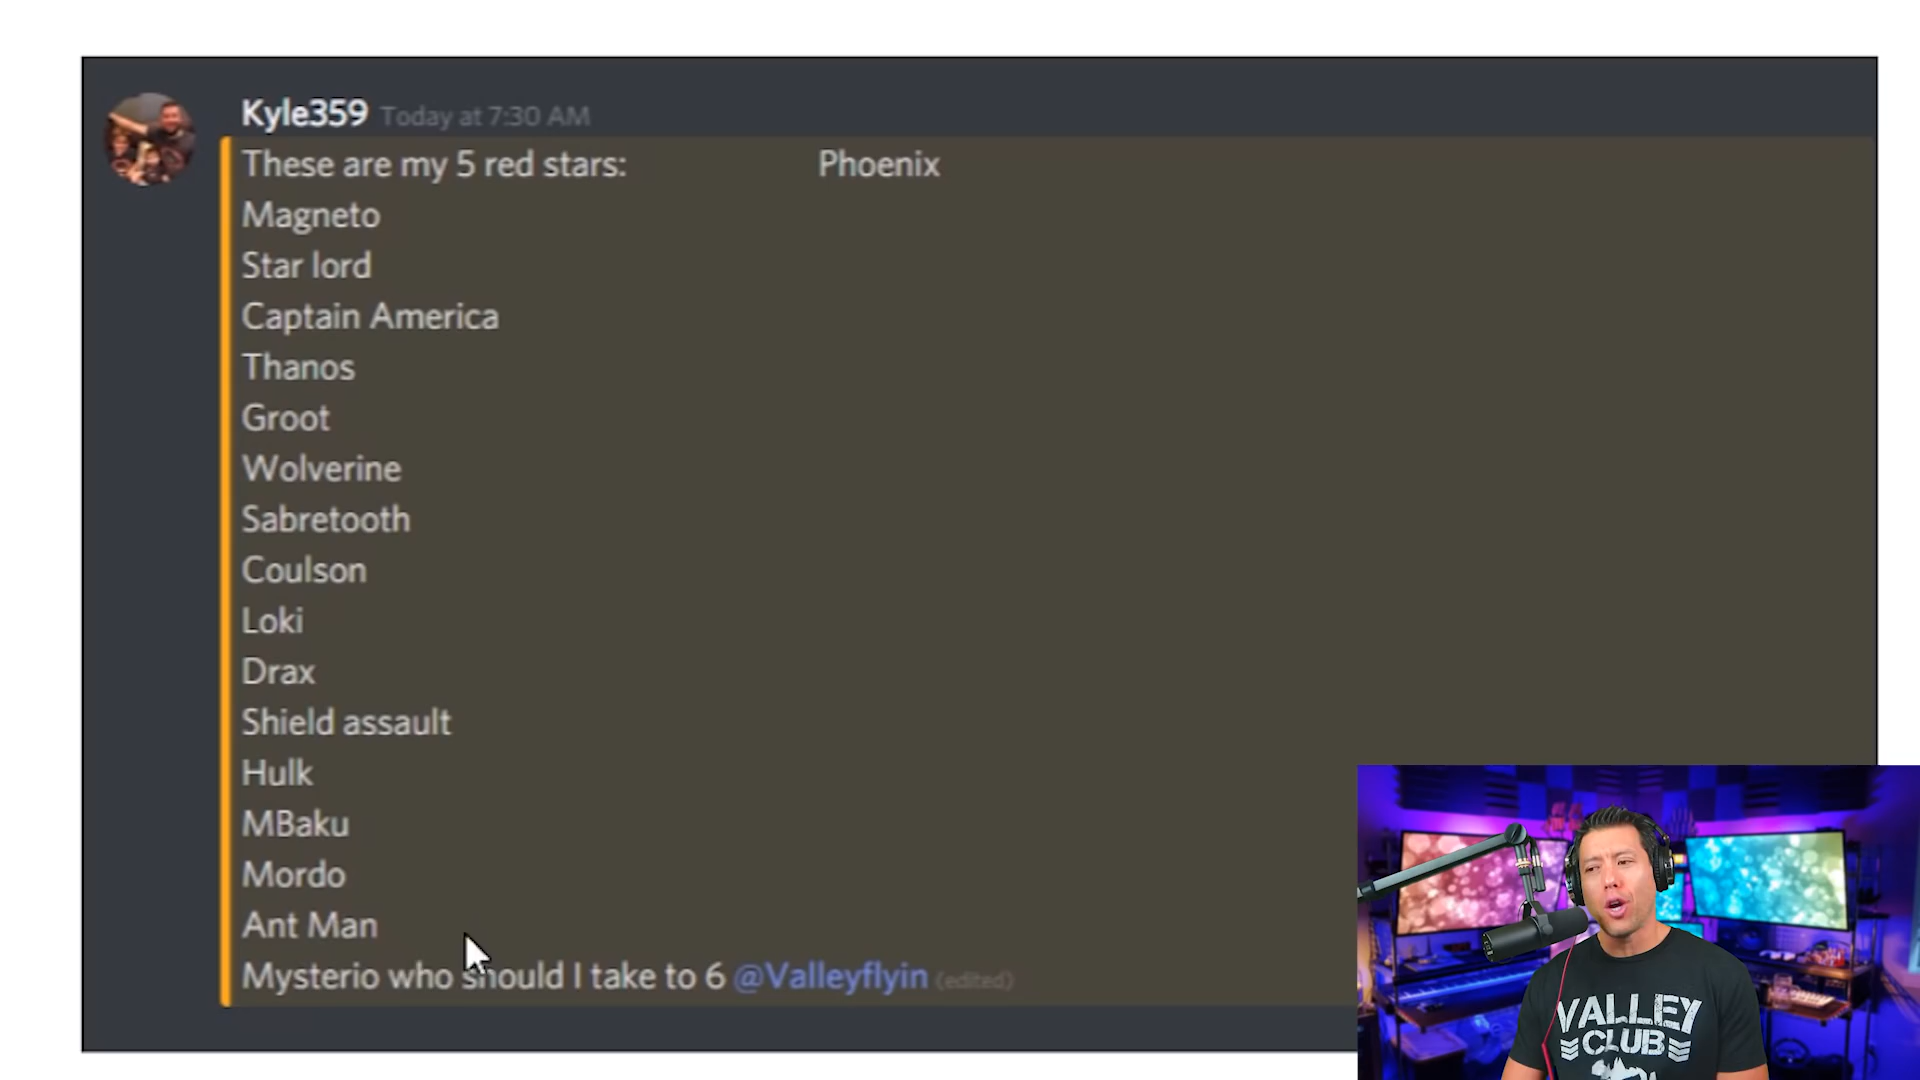 Kyle359 Today at 7:30 AM
These are my 5 red stars: Phoenix
Magneto
Star lord
Captain America
Thanos
Groot
Wolverine
Sabretooth
Coulson
Loki
Drax
Shield assault
Hulk
MBaku
Mordo
Ant Man
Mysterio who should I take to 6 @Valleyflyin (edited)
VALLEY
CLUB